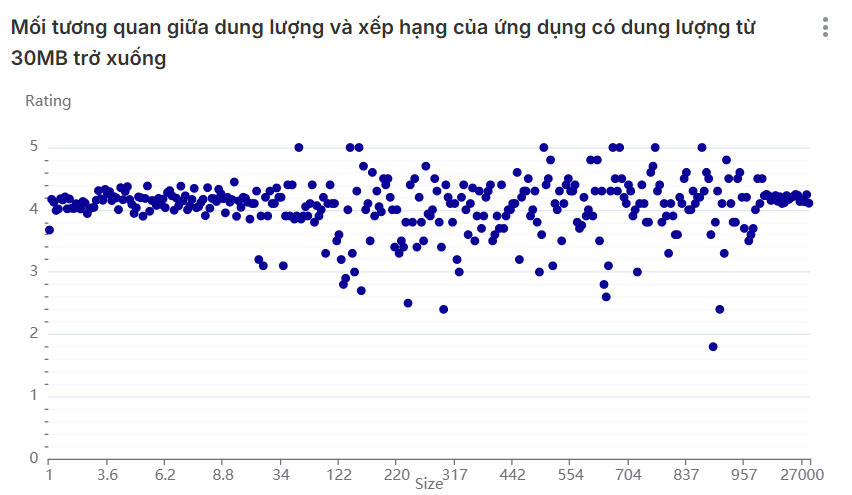 Mối tương quan giữa dung lượng và xếp hạng của ứng dụng có dung lượng từ
30MB trở xuống
Rating
5
4
3
2
1
0
1 3.6 6.2 8.8 34 122 220 317 442 554 704 837 957 27000
Size